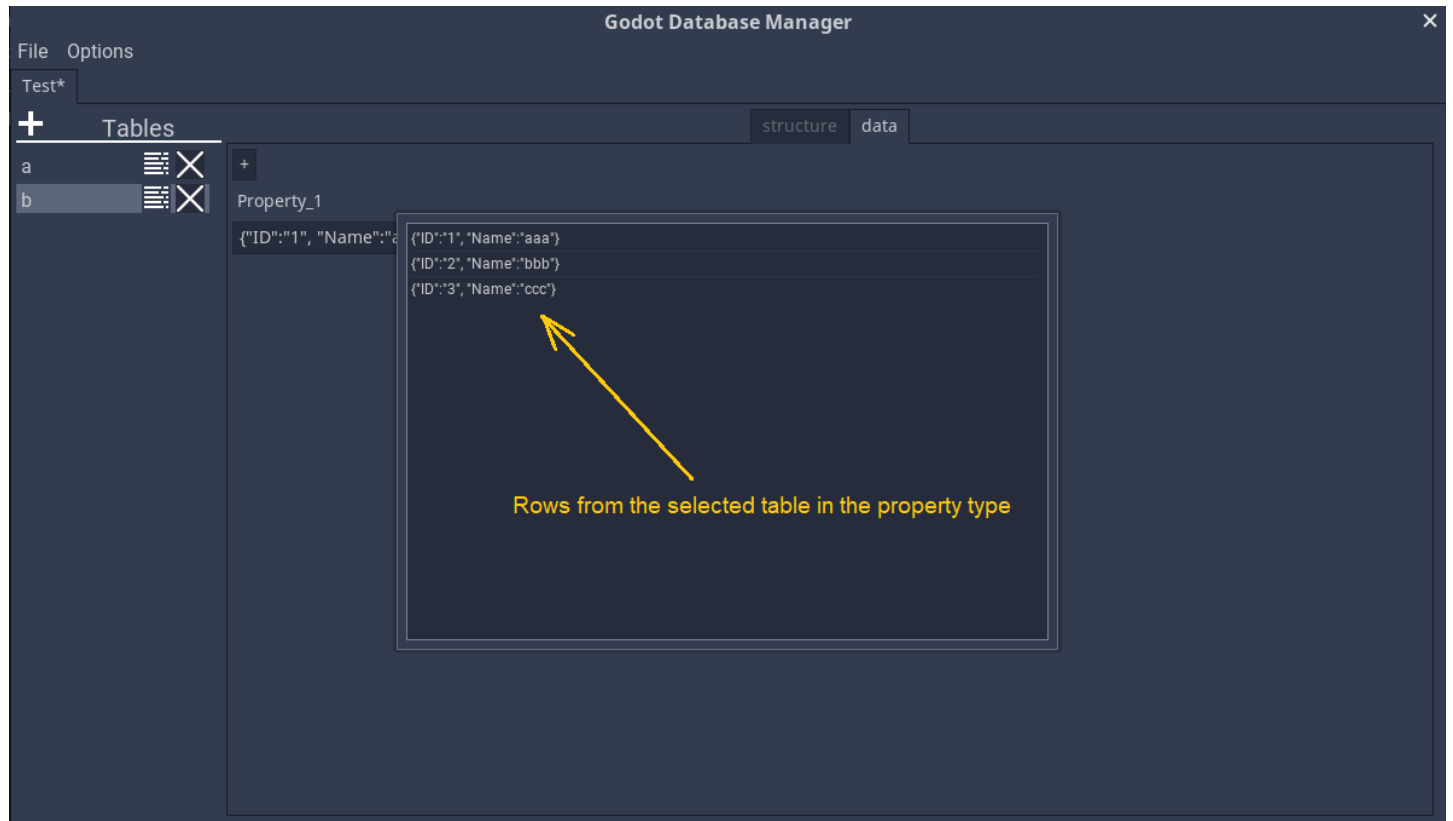 Godot Database Manager
File Options
Test*
Tables
structure data
a
+
b
Property_1
{"ID":"1", "Name":"a
{"ID":"1", "Name":"aaa"}
{"ID":"2", "Name":"bbb"}
{"ID":"3", "Name":"ccc"}
Rows from the selected table in the property type